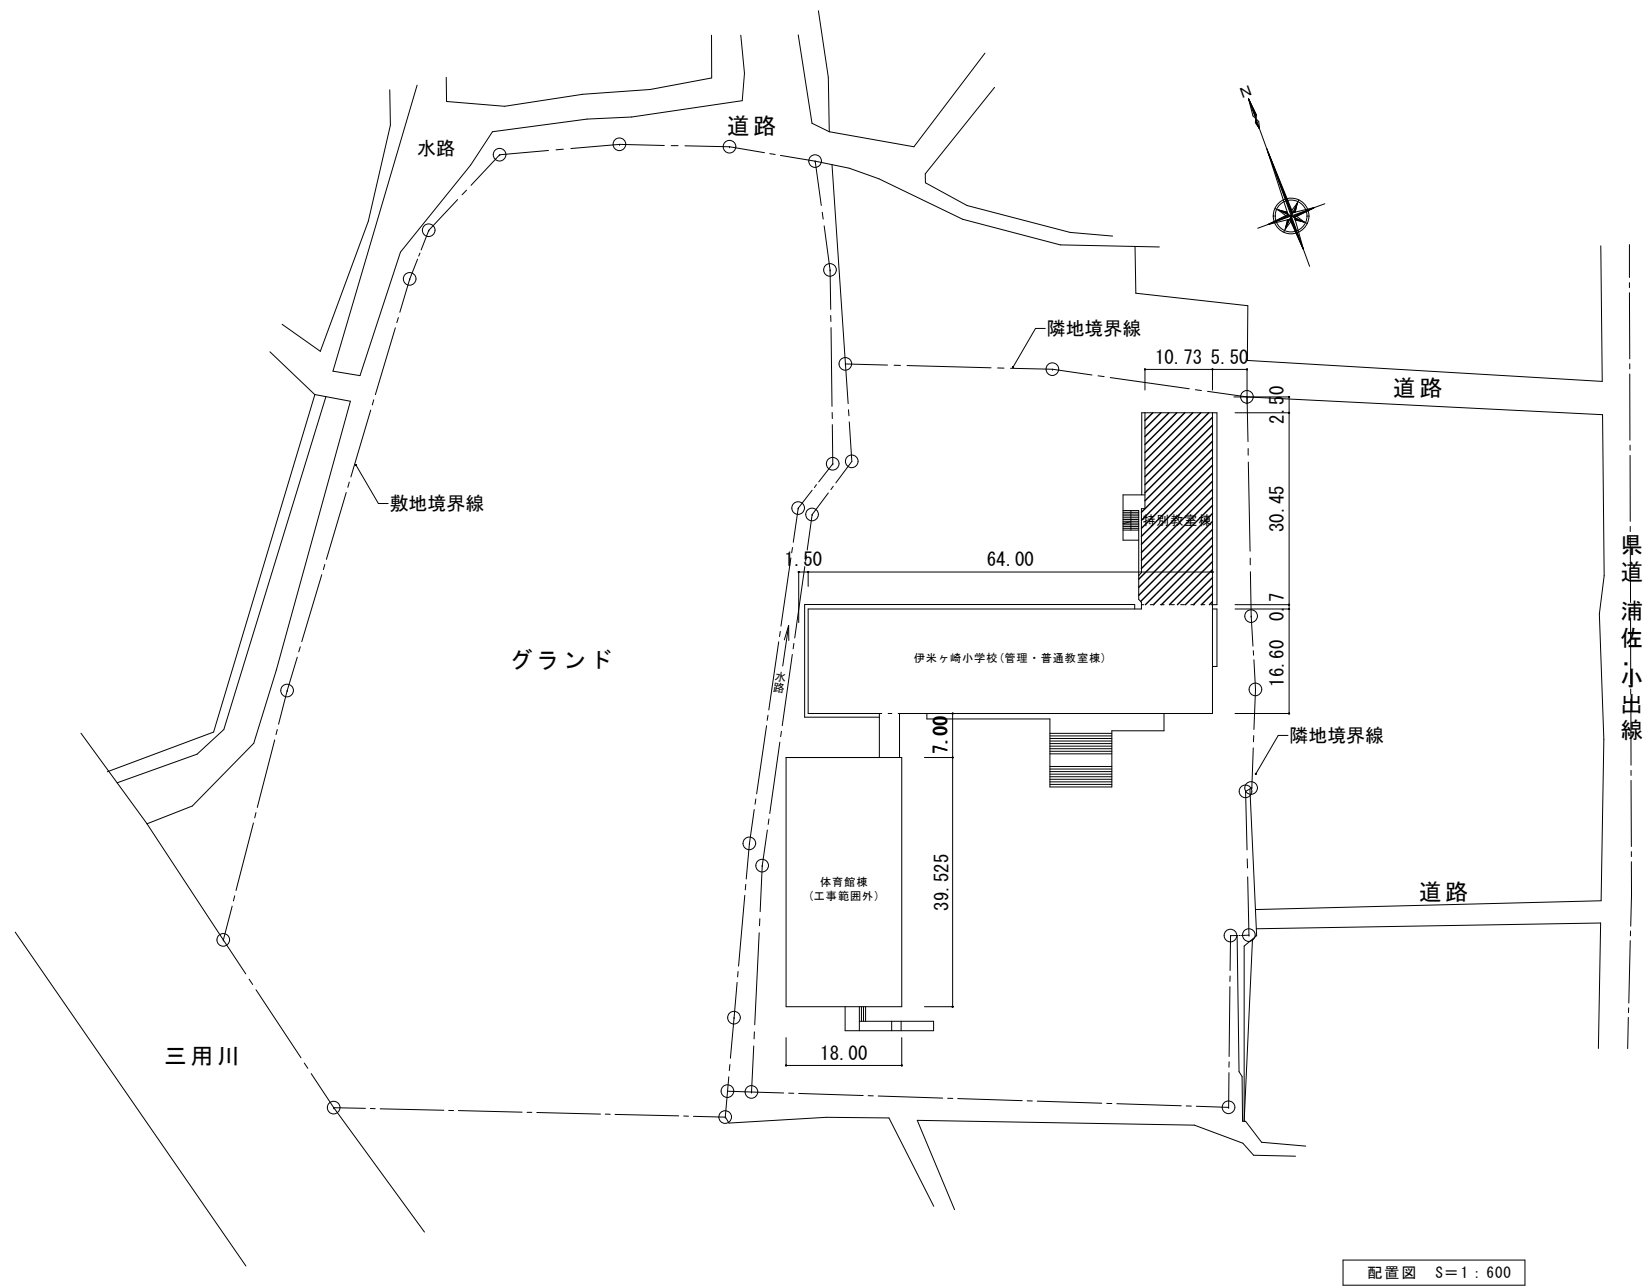 N
道路
水路
隣地境界線
10.73 5.50
道路
2.50
敷地境界線
30.45
特別教室棟
1.50
64.00
0.7
県道 浦佐・小出線
グランド
伊米ヶ崎小学校(管理・普通教室棟)
16.60
水路
7.00
隣地境界線
体育館棟
(工事範囲外)
39.525
道路
三用川
18.00
配置図 S=1：600